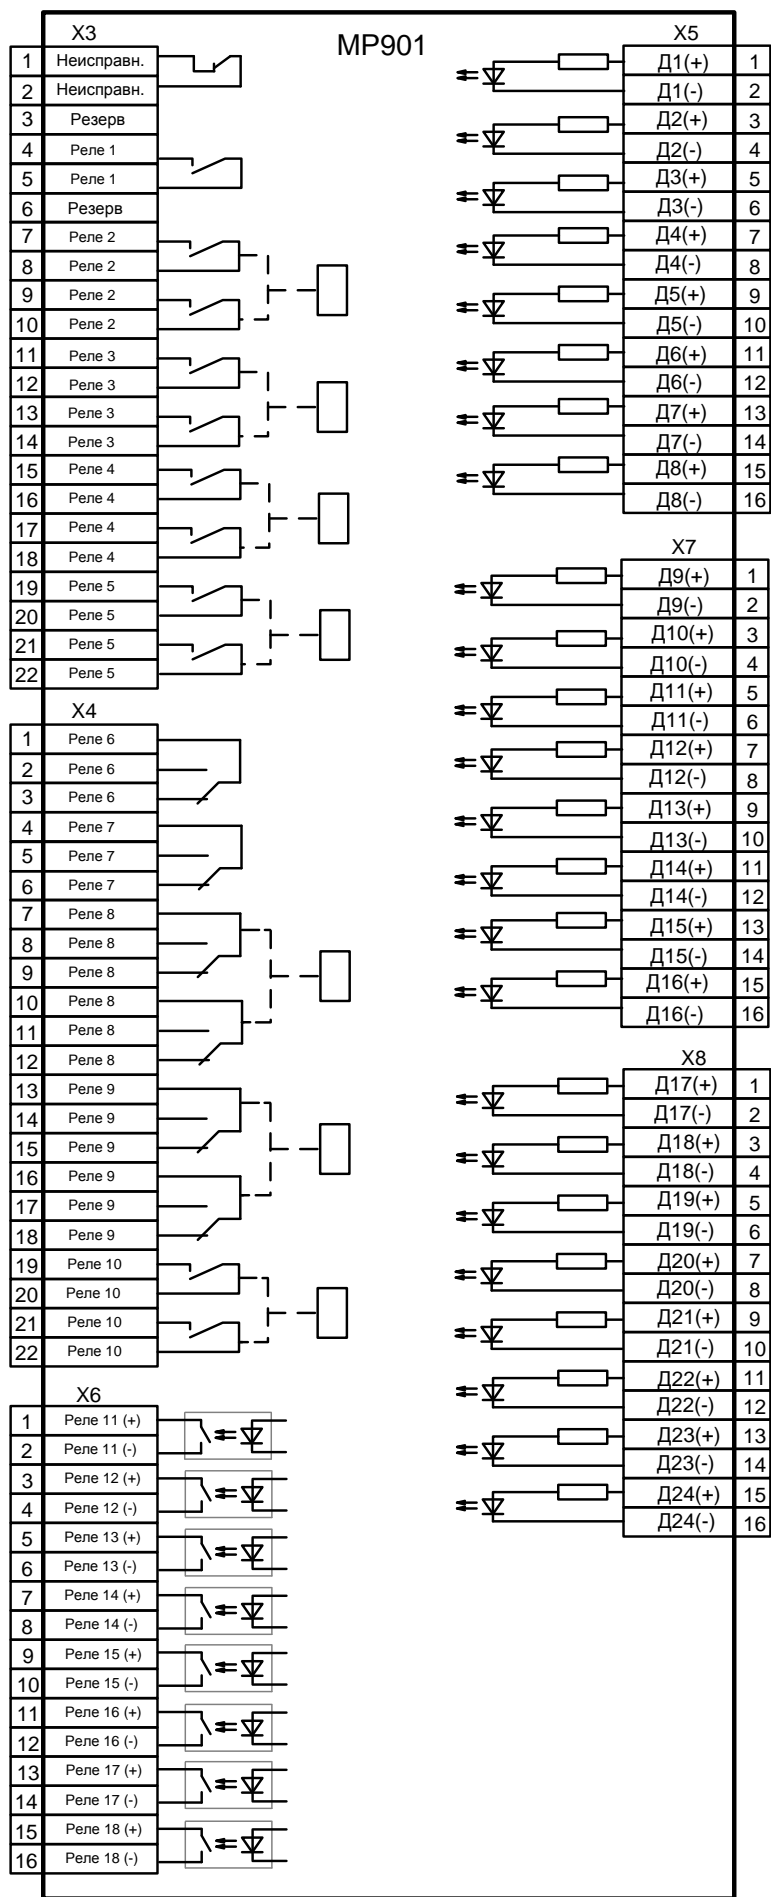 МР901
X3
1 Неисправн.
2 Неисправн.
3 Резерв
4 Реле 1
5 Реле 1
6 Резерв
7 Реле 2
8 Реле 2
9 Реле 2
10 Реле 2
11 Реле 3
12 Реле 3
13 Реле 3
14 Реле 3
15 Реле 4
16 Реле 4
17 Реле 4
18 Реле 4
19 Реле 5
20 Реле 5
21 Реле 5
22 Реле 5
X4
1 Реле 6
2 Реле 6
3 Реле 6
4 Реле 7
5 Реле 7
6 Реле 7
7 Реле 8
8 Реле 8
9 Реле 8
10 Реле 8
11 Реле 8
12 Реле 8
13 Реле 9
14 Реле 9
15 Реле 9
16 Реле 9
17 Реле 9
18 Реле 9
19 Реле 10
20 Реле 10
21 Реле 10
22 Реле 10
X6
1 Реле 11 (+)
2 Реле 11 (-)
3 Реле 12 (+)
4 Реле 12 (-)
5 Реле 13 (+)
6 Реле 13 (-)
7 Реле 14 (+)
8 Реле 14 (-)
9 Реле 15 (+)
10 Реле 15 (-)
11 Реле 16 (+)
12 Реле 16 (-)
13 Реле 17 (+)
14 Реле 17 (-)
15 Реле 18 (+)
16 Реле 18 (-)
X5
Д1(+) 1
Д1(-) 2
Д2(+) 3
Д2(-) 4
Д3(+) 5
Д3(-) 6
Д4(+) 7
Д4(-) 8
Д5(+) 9
Д5(-) 10
Д6(+) 11
Д6(-) 12
Д7(+) 13
Д7(-) 14
Д8(+) 15
Д8(-) 16
X7
Д9(+) 1
Д9(-) 2
Д10(+) 3
Д10(-) 4
Д11(+) 5
Д11(-) 6
Д12(+) 7
Д12(-) 8
Д13(+) 9
Д13(-) 10
Д14(+) 11
Д14(-) 12
Д15(+) 13
Д15(-) 14
Д16(+) 15
Д16(-) 16
X8
Д17(+) 1
Д17(-) 2
Д18(+) 3
Д18(-) 4
Д19(+) 5
Д19(-) 6
Д20(+) 7
Д20(-) 8
Д21(+) 9
Д21(-) 10
Д22(+) 11
Д22(-) 12
Д23(+) 13
Д23(-) 14
Д24(+) 15
Д24(-) 16